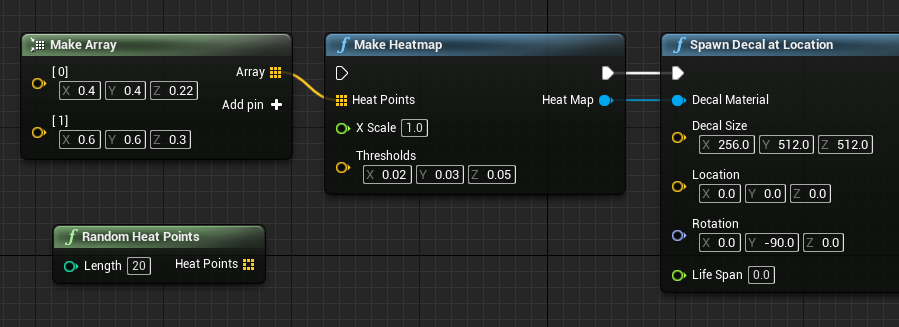 Make Array
[ 0]
X 0.4 Y 0.4 Z 0.22
Array
Add pin
[ 1]
X 0.6 Y 0.6 Z 0.3
Make Heatmap
Heat Points
Heat Map
X Scale 1.0
Thresholds
X 0.02 Y 0.03 Z 0.05
Spawn Decal at Location
Decal Material
Decal Size
X 256.0 Y 512.0 Z 512.0
Location
X 0.0 Y 0.0 Z 0.0
Rotation
X 0.0 Y -90.0 Z 0.0
Life Span 0.0
Random Heat Points
Length 20
Heat Points